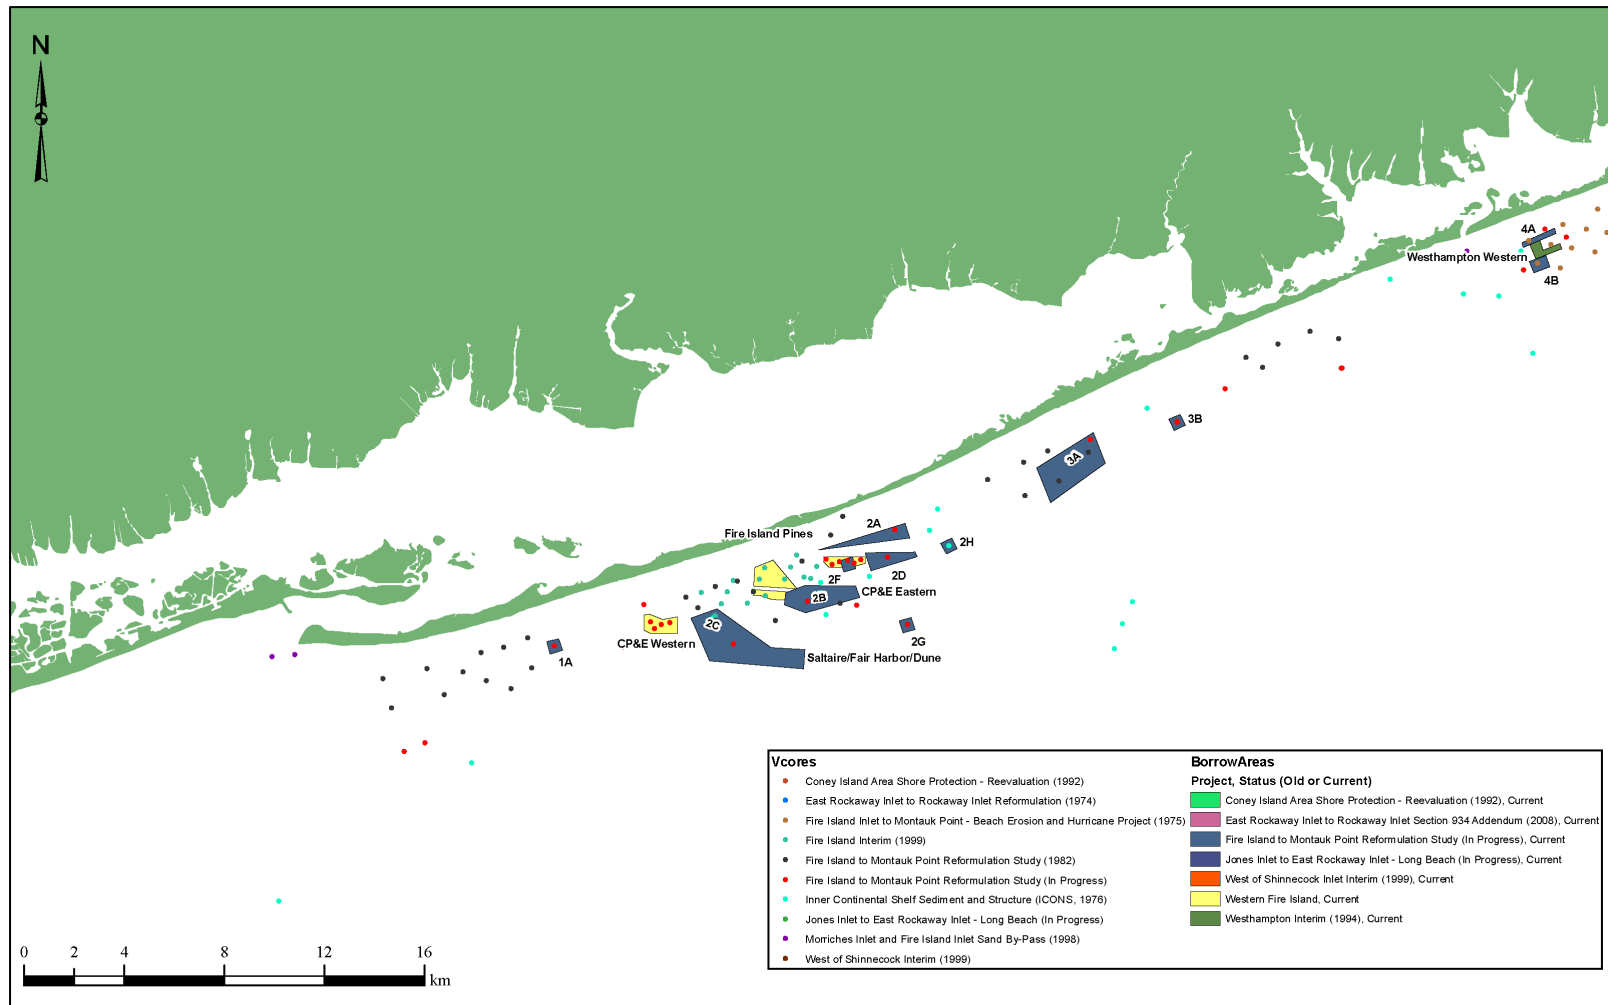 N
4A
Westhampton Western
4B
3B
3A
2A
Fire Island Pines
2H
2F
2D
CP&E Eastern
2B
2C
2G
CP&E Western
Saltaire/Fair Harbor/Dune
1A
Vcores
Coney Island Area Shore Protection - Reevaluation (1992)
East Rockaway Inlet to Rockaway Inlet Reformulation (1974)
Fire Island Inlet to Montauk Point - Beach Erosion and Hurricane Project (1975)
Fire Island Interim (1999)
Fire Island to Montauk Point Reformulation Study (1982)
Fire Island to Montauk Point Reformulation Study (In Progress)
Inner Continental Shelf Sediment and Structure (ICONS, 1976)
Jones Inlet to East Rockaway Inlet - Long Beach (In Progress)
Morriches Inlet and Fire Island Inlet Sand By-Pass (1998)
West of Shinnecock Interim (1999)
BorrowAreas
Project, Status (Old or Current)
Coney Island Area Shore Protection - Reevaluation (1992), Current
East Rockaway Inlet to Rockaway Inlet Section 934 Addendum (2008), Current
Fire Island to Montauk Point Reformulation Study (In Progress), Current
Jones Inlet to East Rockaway Inlet - Long Beach (In Progress), Current
West of Shinnecock Inlet Interim (1999), Current
Western Fire Island, Current
Westhampton Interim (1994), Current
0 2 4 8 12 16
km